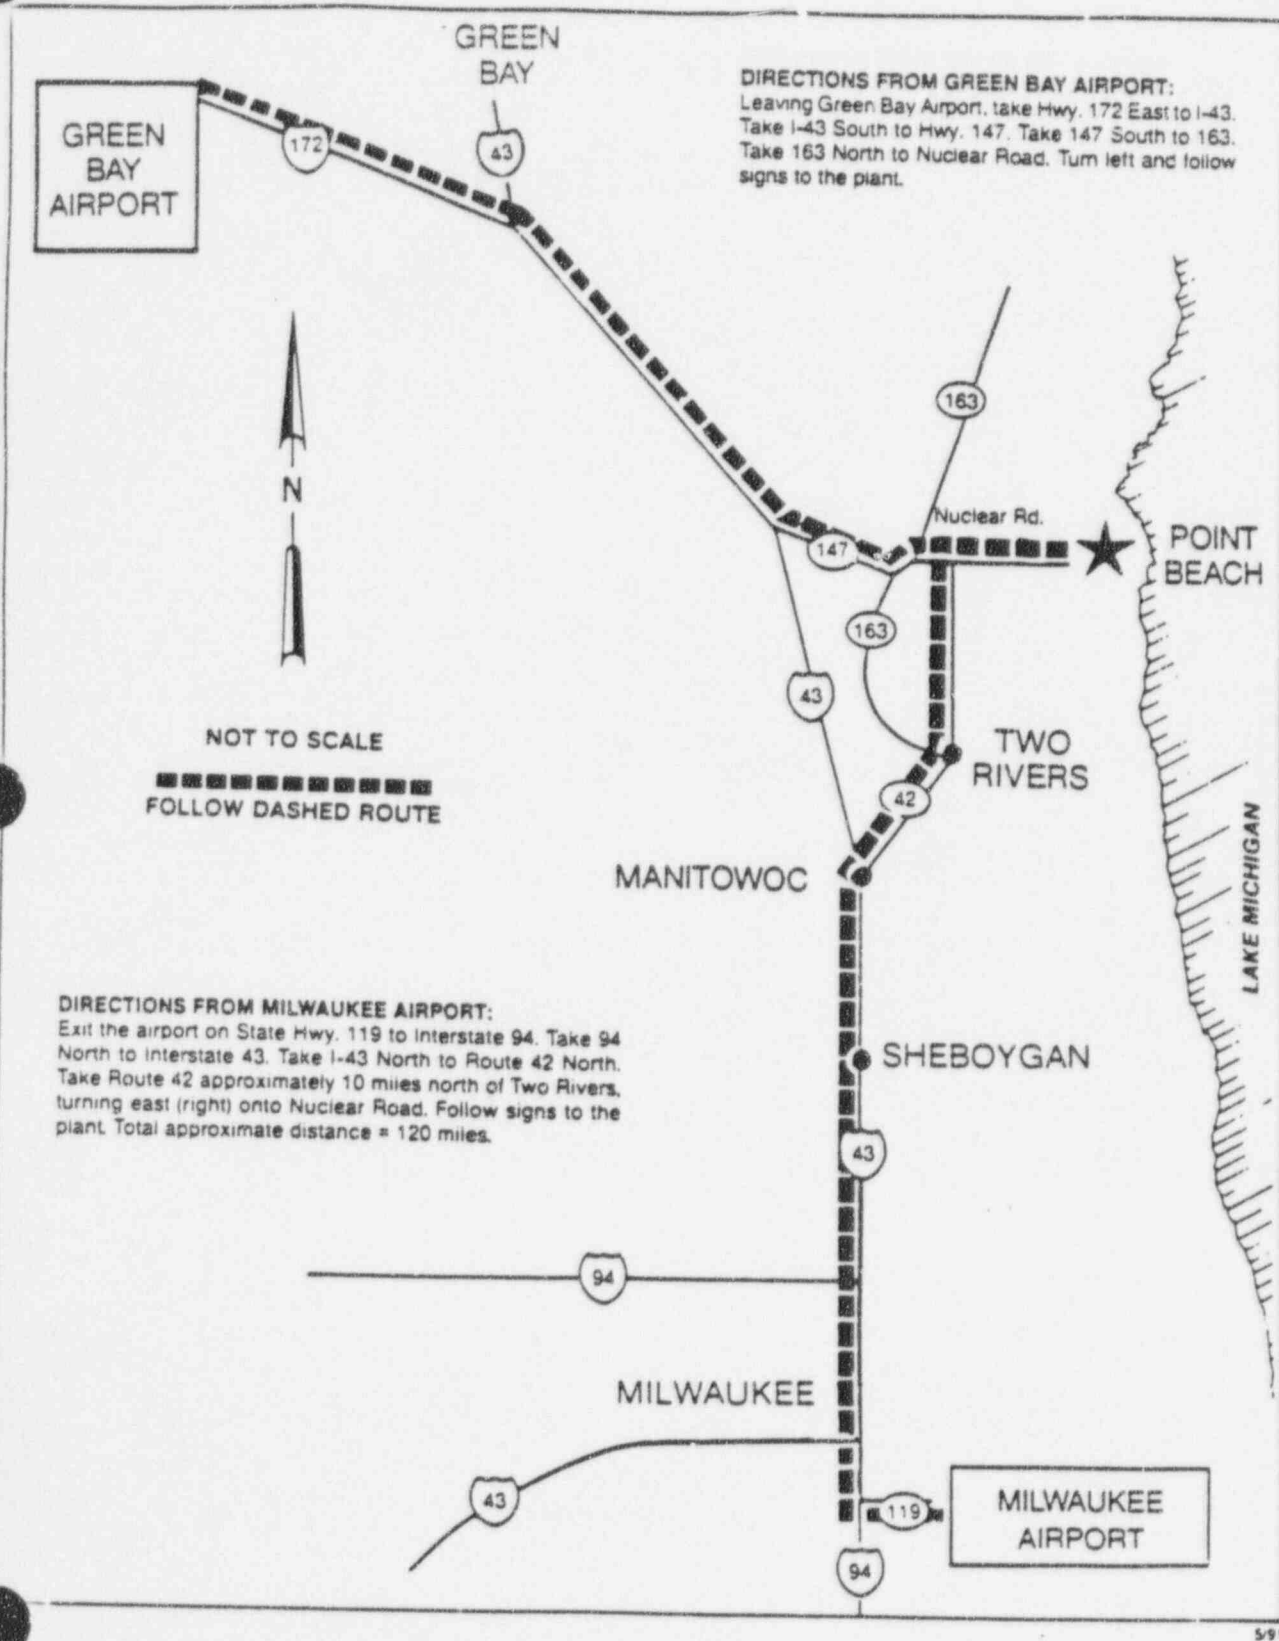 GREEN
BAY
DIRECTIONS FROM GREEN BAY AIRPORT:
Leaving Green Bay Airport, take Hwy. 172 East to I-43.
Take I-43 South to Hwy. 147. Take 147 South to 163.
Take 163 North to Nuclear Road. Turn left and follow
signs to the plant.
GREEN
BAY
AIRPORT
172
43
163
N
Nuclear Rd.
147
POINT
BEACH
163
43
NOT TO SCALE
FOLLOW DASHED ROUTE
TWO
RIVERS
42
MANITOWOC
LAKE MICHIGAN
DIRECTIONS FROM MILWAUKEE AIRPORT:
Exit the airport on State Hwy. 119 to Interstate 94. Take 94
North to Interstate 43. Take I-43 North to Route 42 North.
Take Route 42 approximately 10 miles north of Two Rivers,
turning east (right) onto Nuclear Road. Follow signs to the
plant. Total approximate distance = 120 miles.
SHEBOYGAN
43
94
MILWAUKEE
43
119
MILWAUKEE
AIRPORT
94